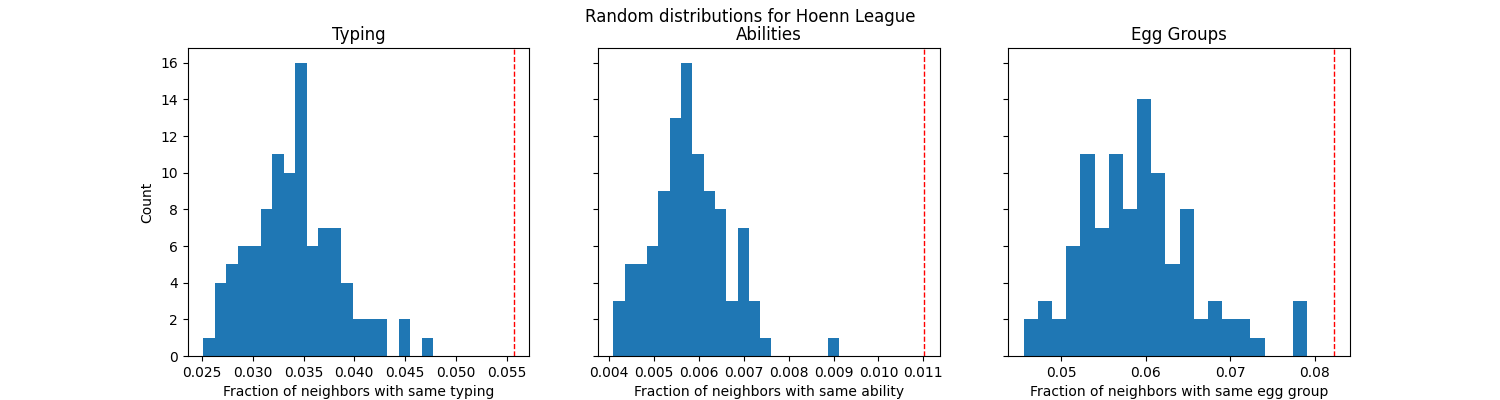 Random distributions for Hoenn League
Typing
Abilities
Egg Groups
Count
16
14
12
10
8
6
4
2
0
0.025 0.030 0.035 0.040 0.045 0.050 0.055
0.004 0.005 0.006 0.007 0.008 0.009 0.010 0.011
0.05 0.06 0.07 0.08
Fraction of neighbors with same typing
Fraction of neighbors with same ability
Fraction of neighbors with same egg group